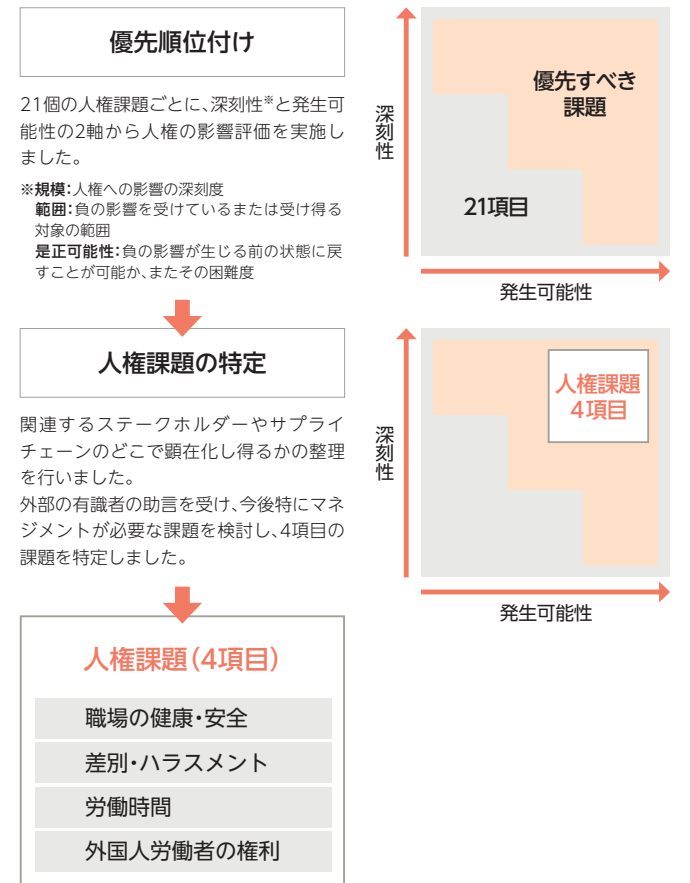 優先順位付け
21個の人権課題ごとに、深刻性※と発生可
能性の2軸から人権の影響評価を実施し
ました。
※規模:人権への影響の深刻度
範囲:負の影響を受けているまたは受け得る
対象の範囲
是正可能性:負の影響が生じる前の状態に戻
すことが可能か、またその困難度
深刻性
優先すべき
課題
21項目
発生可能性
人権課題の特定
関連するステークホルダーやサプライ
チェーンのどこで顕在化し得るかの整理
を行いました。
外部の有識者の助言を受け、今後特にマネ
ジメントが必要な課題を検討し、4項目の
課題を特定しました。
深刻性
人権課題
4項目
発生可能性
人権課題(4項目)
職場の健康・安全
差別・ハラスメント
労働時間
外国人労働者の権利